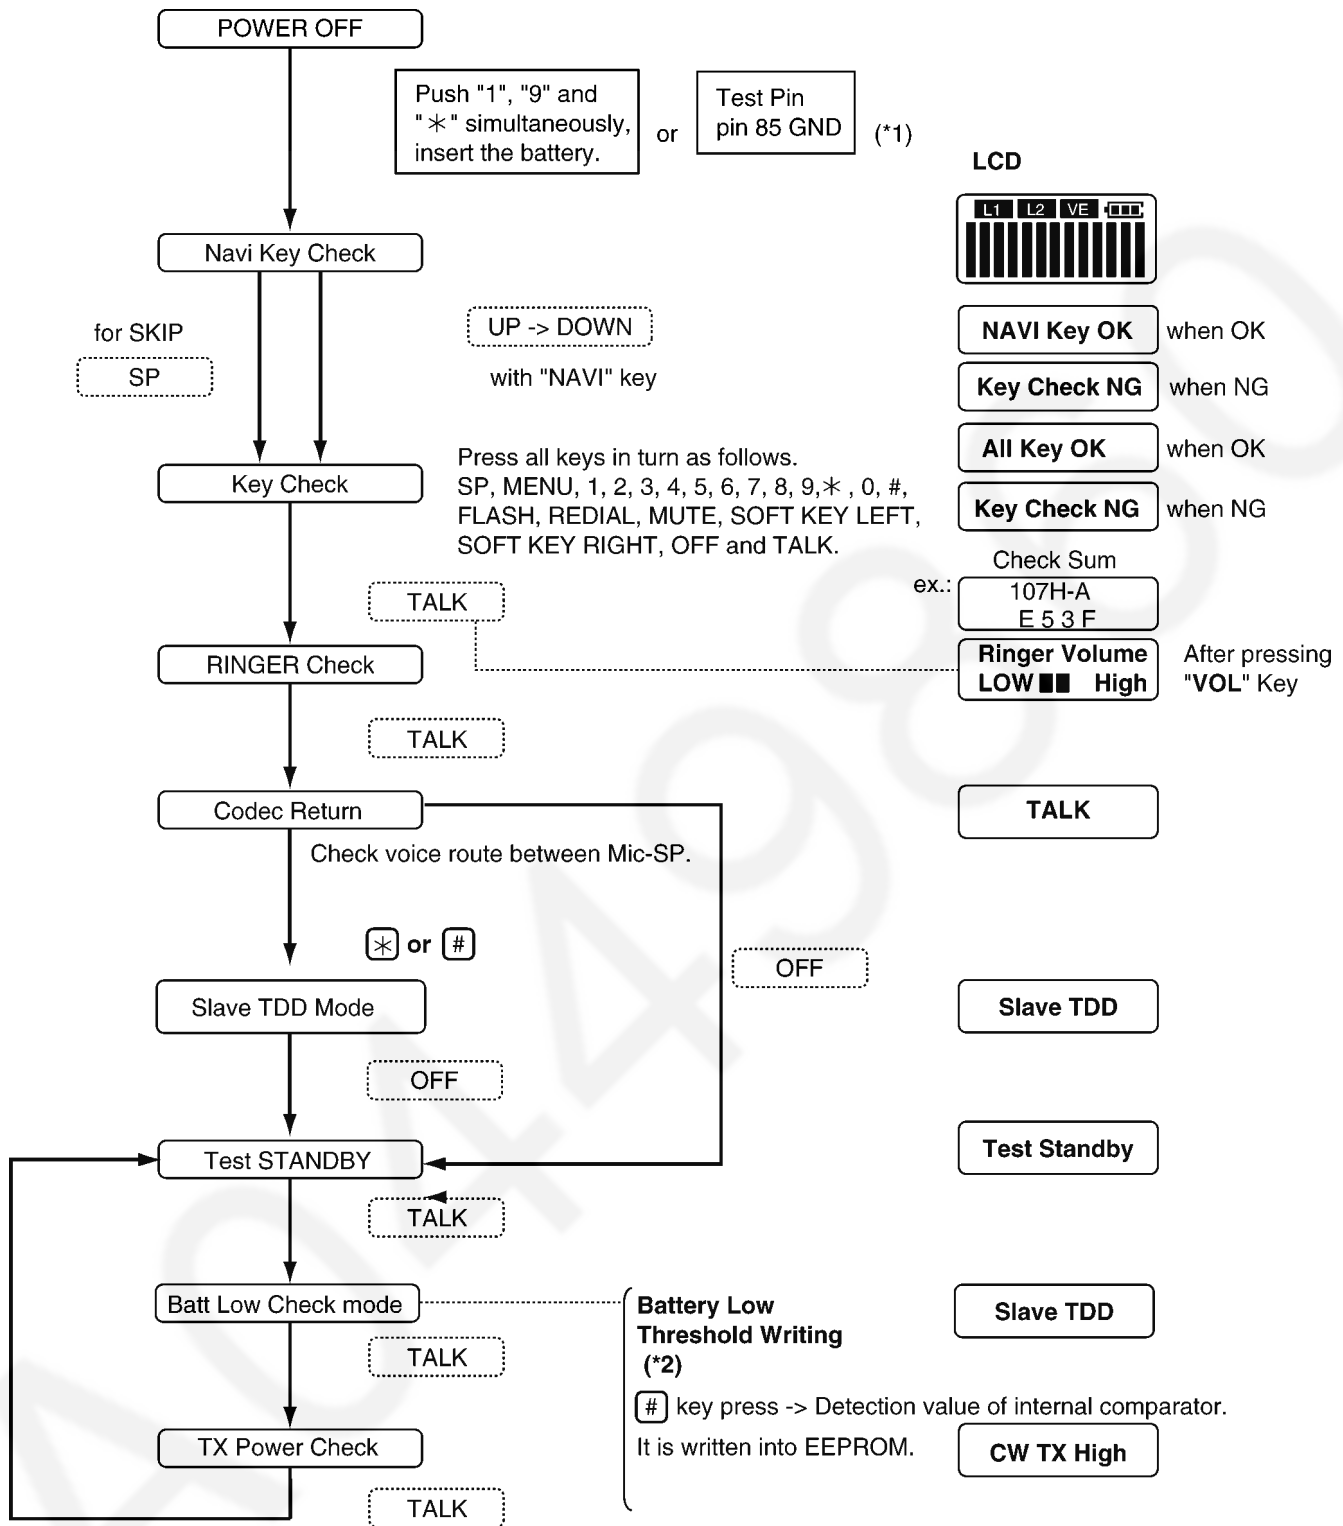 POWER OFF
Push "1", "9" and
"✳" simultaneously,
insert the battery.
or
Test Pin
pin 85 GND
(*1)
LCD
L1 L2 VE
Navi Key Check
for SKIP
SP
UP -> DOWN
with "NAVI" key
NAVI Key OK when OK
Key Check NG when NG
Key Check
Press all keys in turn as follows.
SP, MENU, 1, 2, 3, 4, 5, 6, 7, 8, 9,✳ , 0, #,
FLASH, REDIAL, MUTE, SOFT KEY LEFT,
SOFT KEY RIGHT, OFF and TALK.
All Key OK when OK
Key Check NG when NG
Check Sum
ex.:
107H-A
E 5 3 F
TALK
RINGER Check
Ringer Volume
LOW High
After pressing
"VOL" Key
TALK
Codec Return
TALK
Check voice route between Mic-SP.
✳ or #
OFF
Slave TDD Mode
Slave TDD
OFF
Test STANDBY
Test Standby
TALK
Batt Low Check mode
Battery Low
Threshold Writing
(*2)
Slave TDD
TALK
# key press -> Detection value of internal comparator.
It is written into EEPROM.
TX Power Check
CW TX High
TALK